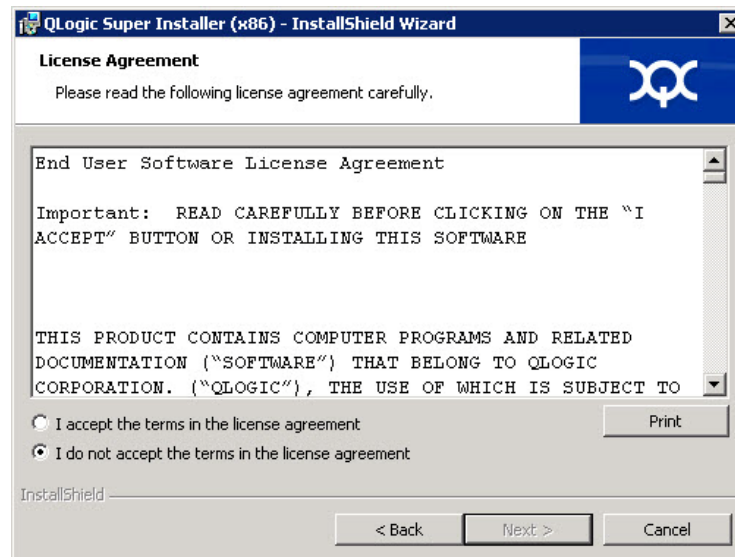 QLogic Super Installer (x86) - InstallShield Wizard
License Agreement
Please read the following license agreement carefully.
End User Software License Agreement
Important:  READ CAREFULLY BEFORE CLICKING ON THE “I
ACCEPT” BUTTON OR INSTALLING THIS SOFTWARE
THIS PRODUCT CONTAINS COMPUTER PROGRAMS AND RELATED
DOCUMENTATION (“SOFTWARE”) THAT BELONG TO QLOGIC
CORPORATION. (“QLOGIC”), THE USE OF WHICH IS SUBJECT TO
I accept the terms in the license agreement
Print
I do not accept the terms in the license agreement
InstallShield
< Back
Next >
Cancel